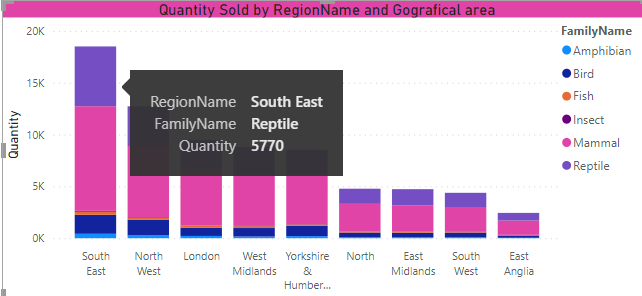 Quantity Sold by RegionName and Gografical area
FamilyName
Amphibian
Bird
Fish
Insect
Mammal
Reptile
Quantity
20K
15K
10K
5K
0K
RegionName South East
FamilyName Reptile
Quantity 5770
South
East
North
West
London
West
Midlands
Yorkshire
&
Humber...
North
East
Midlands
South
West
East
Anglia